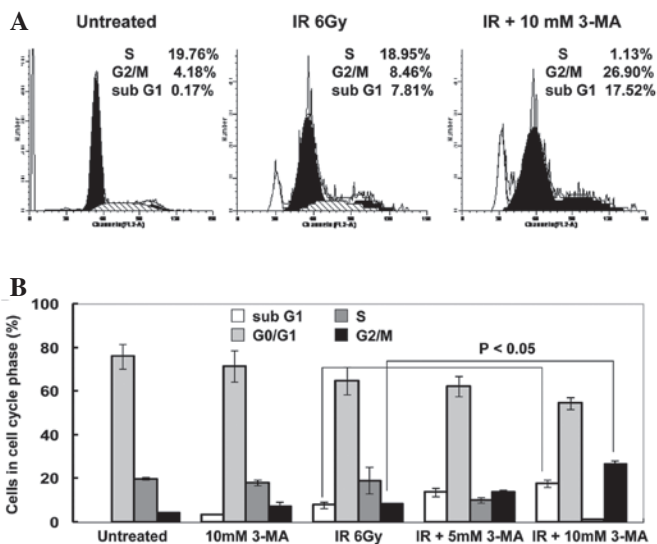 A
Untreated
IR 6Gy
IR + 10 mM 3-MA
S 19.76%
G2/M 4.18%
sub G1 0.17%
S 18.95%
G2/M 8.46%
sub G1 7.81%
S 1.13%
G2/M 26.90%
sub G1 17.52%
Number
Number
Number
B
Cells in cell cycle phase (%)
100
80
60
40
20
0
sub G1
S
G0/G1
G2/M
P < 0.05
Untreated
10mM 3-MA
IR 6Gy
IR + 5mM 3-MA
IR + 10mM 3-MA